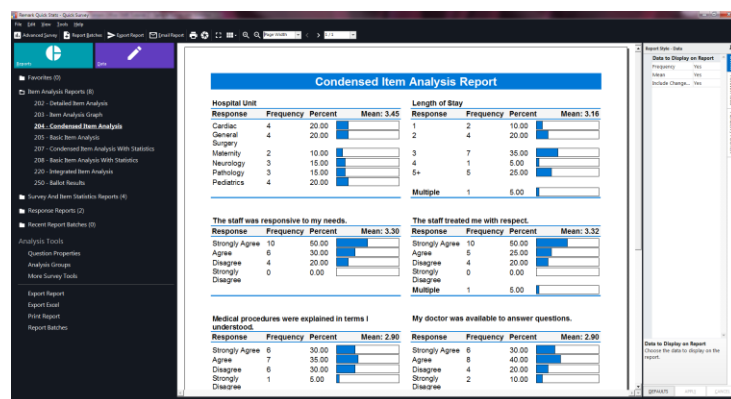 Remark Quick Stats - Quick Survey
File Edit View Tools Help
Advanced Survey Report Batches Export Report Email Report Page Width 1 / 3
Reports Data
Favorites (0)
Item Analysis Reports (8)
202 - Detailed Item Analysis
203 - Item Analysis Graph
204 - Condensed Item Analysis
205 - Basic Item Analysis
207 - Condensed Item Analysis With Statistics
208 - Basic Item Analysis With Statistics
220 - Integrated Item Analysis
250 - Ballot Results
Survey And Item Statistics Reports (4)
Response Reports (2)
Recent Report Batches (0)
Analysis Tools
Question Properties
Analysis Groups
More Survey Tools
Export Report
Export Excel
Print Report
Report Batches
Condensed Item Analysis Report
Hospital Unit
Response Frequency Percent Mean: 3.45
Cardiac 4 20.00
General 4 20.00
Surgery
Maternity 2 10.00
Neurology 3 15.00
Pathology 3 15.00
Pediatrics 4 20.00
Length of Stay
Response Frequency Percent Mean: 3.16
1 2 10.00
2 4 20.00
3 7 35.00
4 1 5.00
5+ 5 25.00
Multiple 1 5.00
The staff was responsive to my needs.
Response Frequency Percent Mean: 3.30
Strongly Agree 10 50.00
Agree 6 30.00
Disagree 4 20.00
Strongly 0 0.00
Disagree
The staff treated me with respect.
Response Frequency Percent Mean: 3.32
Strongly Agree 10 50.00
Agree 5 25.00
Disagree 4 20.00
Strongly 0 0.00
Disagree
Multiple 1 5.00
Medical procedures were explained in terms I
understood.
Response Frequency Percent Mean: 2.90
Strongly Agree 6 30.00
Agree 7 35.00
Disagree 6 30.00
Strongly 1 5.00
Disagree
My doctor was available to answer questions.
Response Frequency Percent Mean: 2.90
Strongly Agree 6 30.00
Agree 8 40.00
Disagree 4 20.00
Strongly 2 10.00
Disagree
Report Style - Data
Data to Display on Report
Frequency Yes
Mean Yes
Include Change... Yes
Data to Display on Report
Choose the data to display on the
report.
APPLY